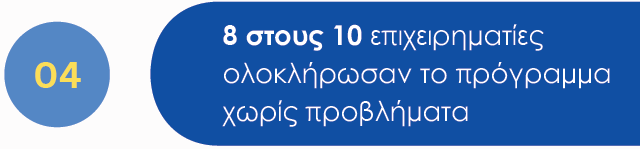 04
8 στους 10 επιχειρηματίες
ολοκλήρωσαν το πρόγραμμα
χωρίς προβλήματα